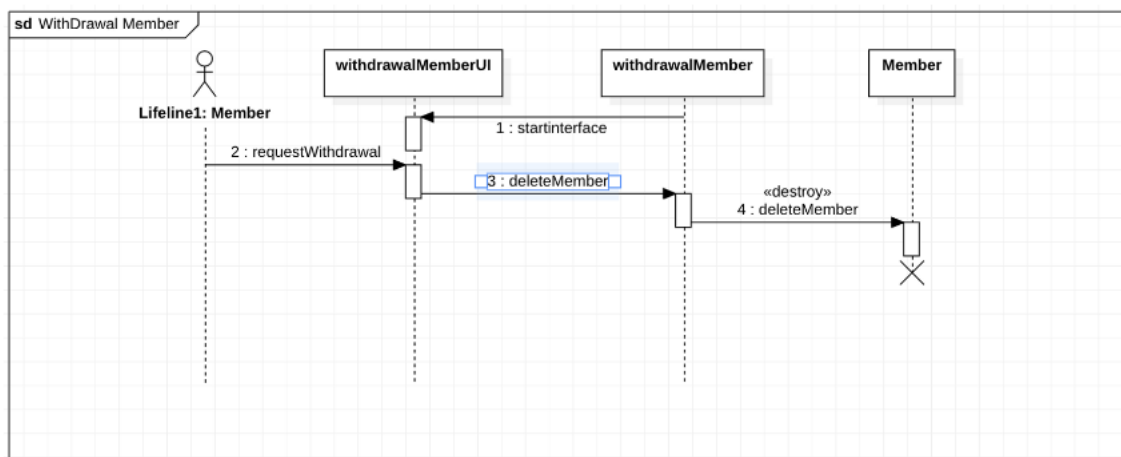 sd WithDrawal Member
withdrawalMemberUI
withdrawalMember
Member
Lifeline1: Member
1 : startinterface
2 : requestWithdrawal
3 : deleteMember
«destroy»
4 : deleteMember